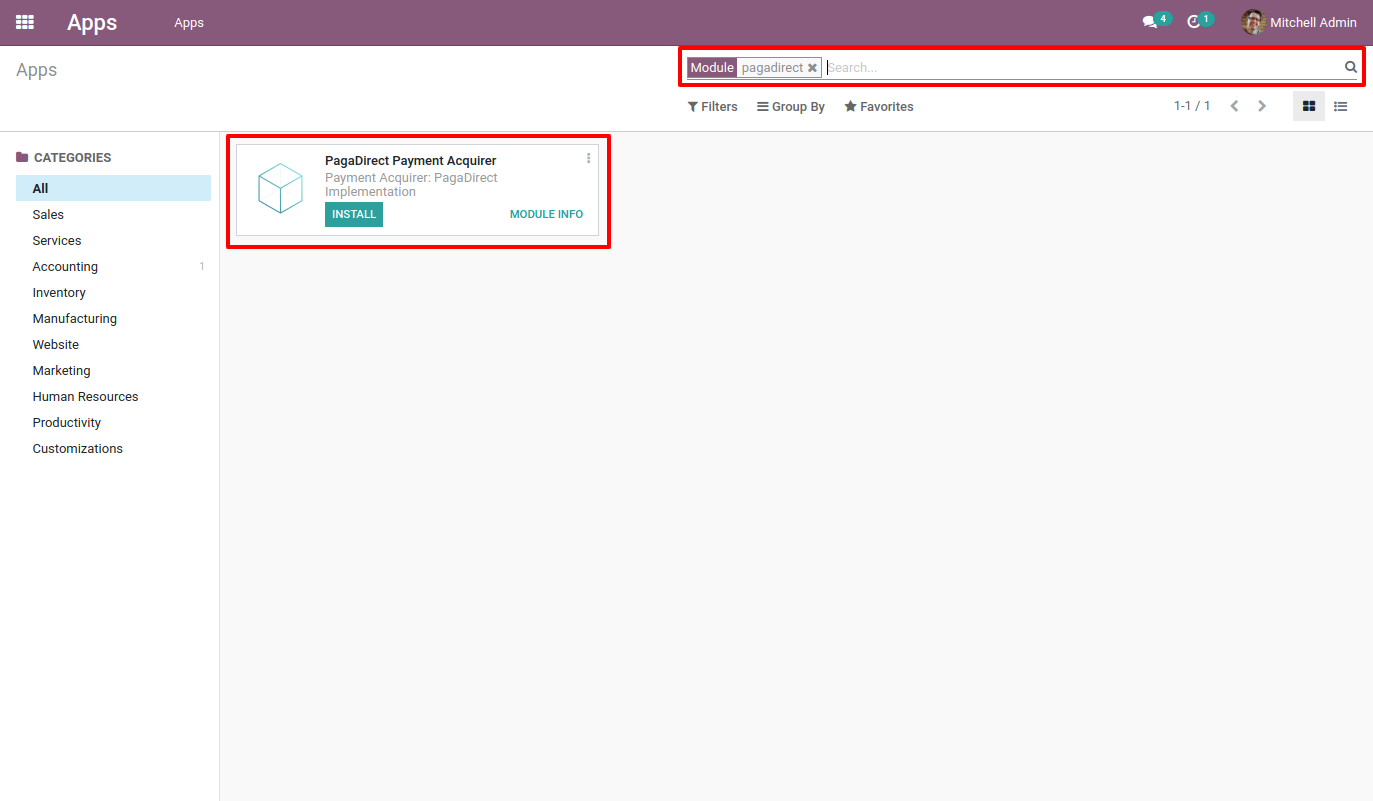 Apps Apps 4 1 Mitchell Admin
Apps
Module pagadirect Search...
Filters Group By Favorites 1-1 / 1
CATEGORIES
All
Sales
Services
Accounting 1
Inventory
Manufacturing
Website
Marketing
Human Resources
Productivity
Customizations
PagaDirect Payment Acquirer
Payment Acquirer: PagaDirect
Implementation
INSTALL MODULE INFO